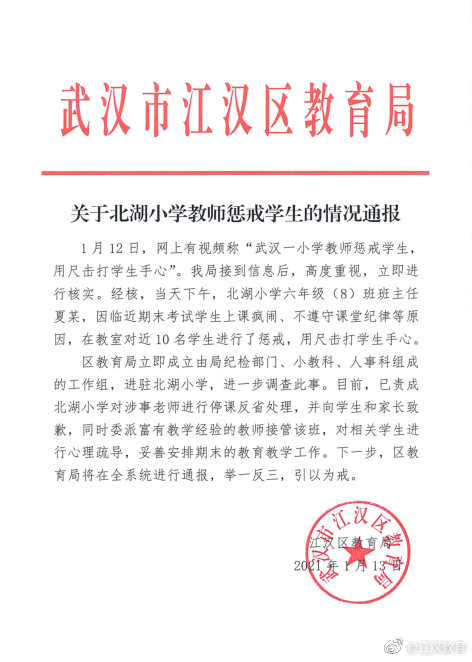 武汉市江汉区教育局
关于北湖小学教师惩戒学生的情况通报
1月12日，网上有视频称“武汉一小学教师惩戒学生，
用尺击打学生手心”。我局接到信息后，高度重视，立即进
行核实。经核，当天下午，北湖小学六年级（8）班班主任
夏某，因临近期末考试学生上课疯闹、不遵守课堂纪律等原
因，在教室对近10名学生进行了惩戒，用尺击打学生手心。
区教育局立即成立由局纪检部门、小教科、人事科组成
的工作组，进驻北湖小学，进一步调查此事。目前，已责成
北湖小学对涉事老师进行停课反省处理，并向学生和家长致
歉，同时委派富有教学经验的教师接管该班，对相关学生进
行心理疏导，妥善安排期末的教育教学工作。下一步，区教
育局将在全系统进行通报，举一反三，引以为戒。
武汉市江汉区教育局
江汉区教育局
2021年1月13日
@江汉教育